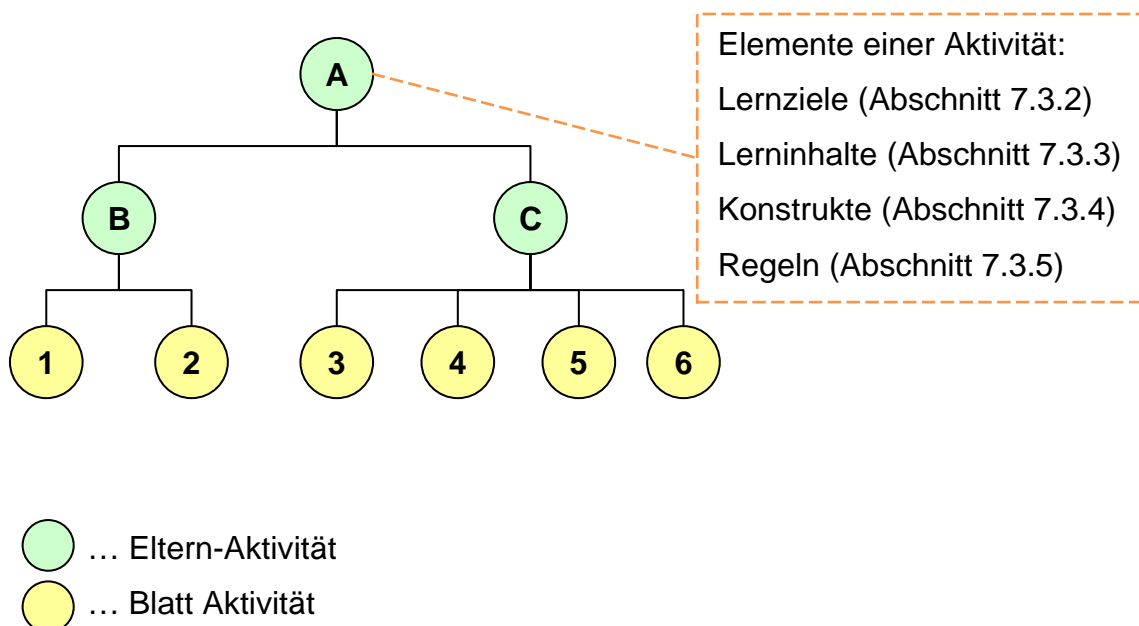 A
Elemente einer Aktivität:
Lernziele (Abschnitt 7.3.2)
Lerninhalte (Abschnitt 7.3.3)
Konstrukte (Abschnitt 7.3.4)
Regeln (Abschnitt 7.3.5)
B
C
1
2
3
4
5
6
… Eltern-Aktivität
… Blatt Aktivität